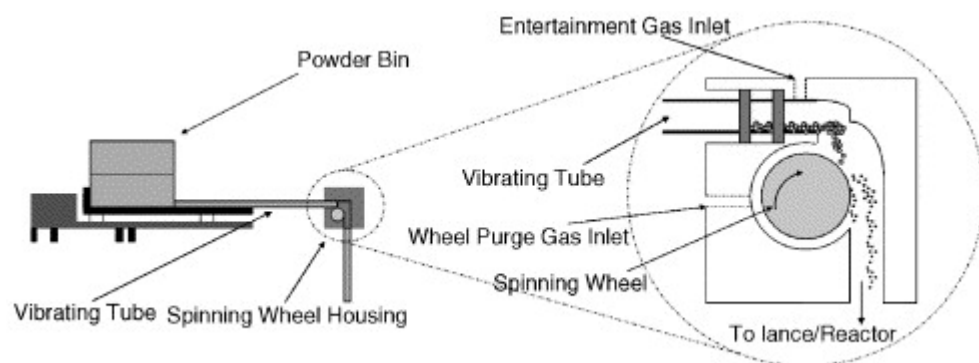 Entertainment Gas Inlet
Powder Bin
Vibrating Tube
Wheel Purge Gas Inlet
Spinning Wheel
Vibrating Tube Spinning Wheel Housing
To lance/Reactor